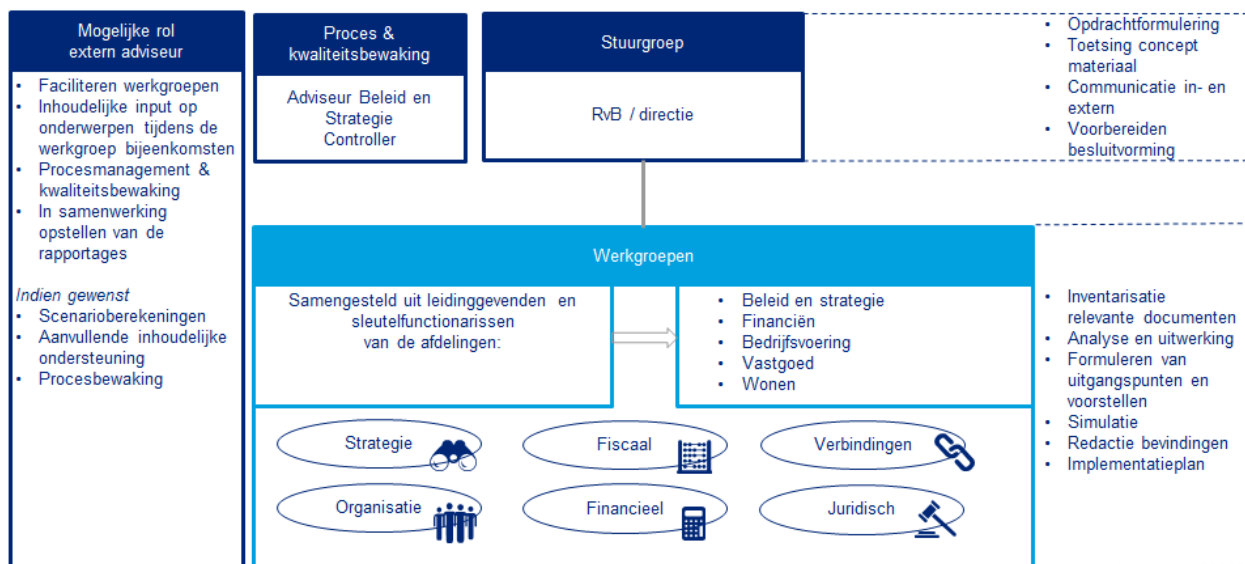 Mogelijke rol
extern adviseur
• Faciliteren werkgroepen
• Inhoudelijke input op
onderwerpen tijdens de
werkgroep bijeenkomsten
• Procesmanagement &
kwaliteitsbewaking
• In samenwerking
opstellen van de
rapportages
Indien gewenst
• Scenarioberekeningen
• Aanvullende inhoudelijke
ondersteuning
• Procesbewaking
Proces &
kwaliteitsbewaking
Adviseur Beleid en
Strategie
Controller
Stuurgroep
RvB / directie
• Opdrachtformulering
• Toetsing concept
materiaal
• Communicatie in- en
extern
• Voorbereiden
besluitvorming
Werkgroepen
Samengesteld uit leidinggevenden en
sleutelfunctionarissen
van de afdelingen:
• Beleid en strategie
• Financiën
• Bedrijfsvoering
• Vastgoed
• Wonen
Strategie
Fiscaal
Verbindingen
Organisatie
Financieel
Juridisch
• Inventarisatie
relevante documenten
• Analyse en uitwerking
• Formuleren van
uitgangspunten en
voorstellen
• Simulatie
• Redactie bevindingen
• Implementatieplan